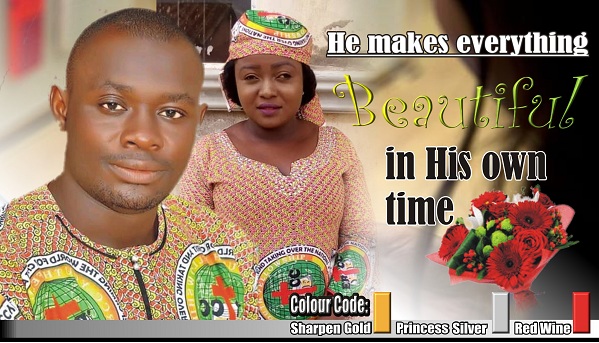 He makes everything
Beautiful
in His own
time
Colour Code:
Sharpen Gold Princess Silver Red Wine